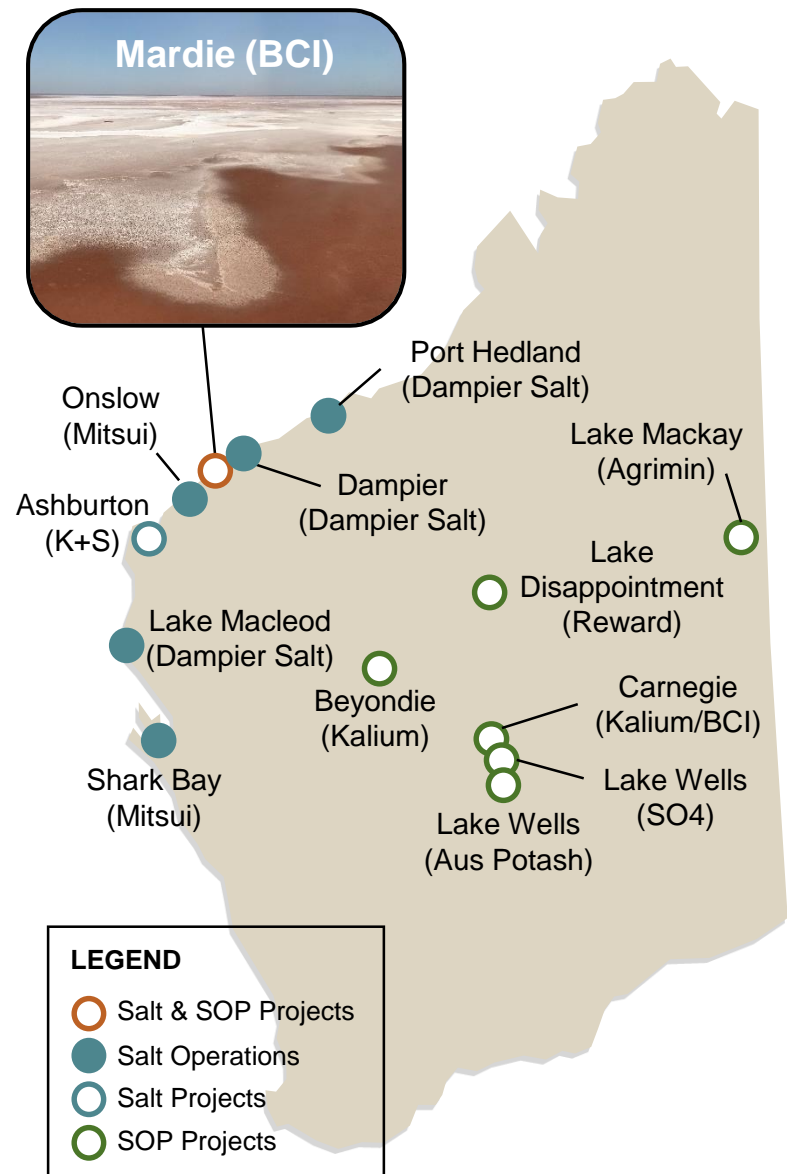 Mardie (BCI)
Port Hedland
(Dampier Salt)
Onslow
(Mitsui)
Lake Mackay
(Agrimin)
Dampier
(Dampier Salt)
Ashburton
(K+S)
Lake
Disappointment
(Reward)
Lake Macleod
(Dampier Salt)
Beyondie
(Kalium)
Carnegie
(Kalium/BCI)
Shark Bay
(Mitsui)
Lake Wells
(SO4)
Lake Wells
(Aus Potash)
LEGEND
Salt & SOP Projects
Salt Operations
Salt Projects
SOP Projects